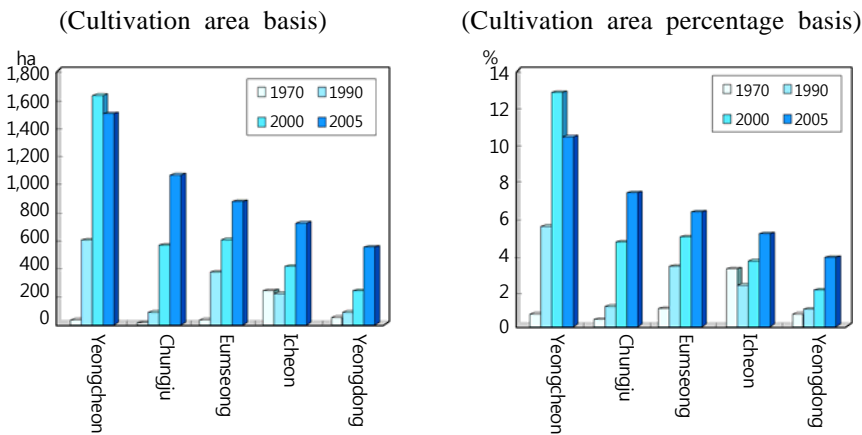 (Cultivation area basis)
ha
1,800
1,600
1,400
1,200
1,000
800
600
400
200
0
1970 1990
2000 2005
Yeongcheon
Chungju
Eumseong
Icheon
Yeongdong
(Cultivation area percentage basis)
%
14
12
10
8
6
4
2
0
1970 1990
2000 2005
Yeongcheon
Chungju
Eumseong
Icheon
Yeongdong